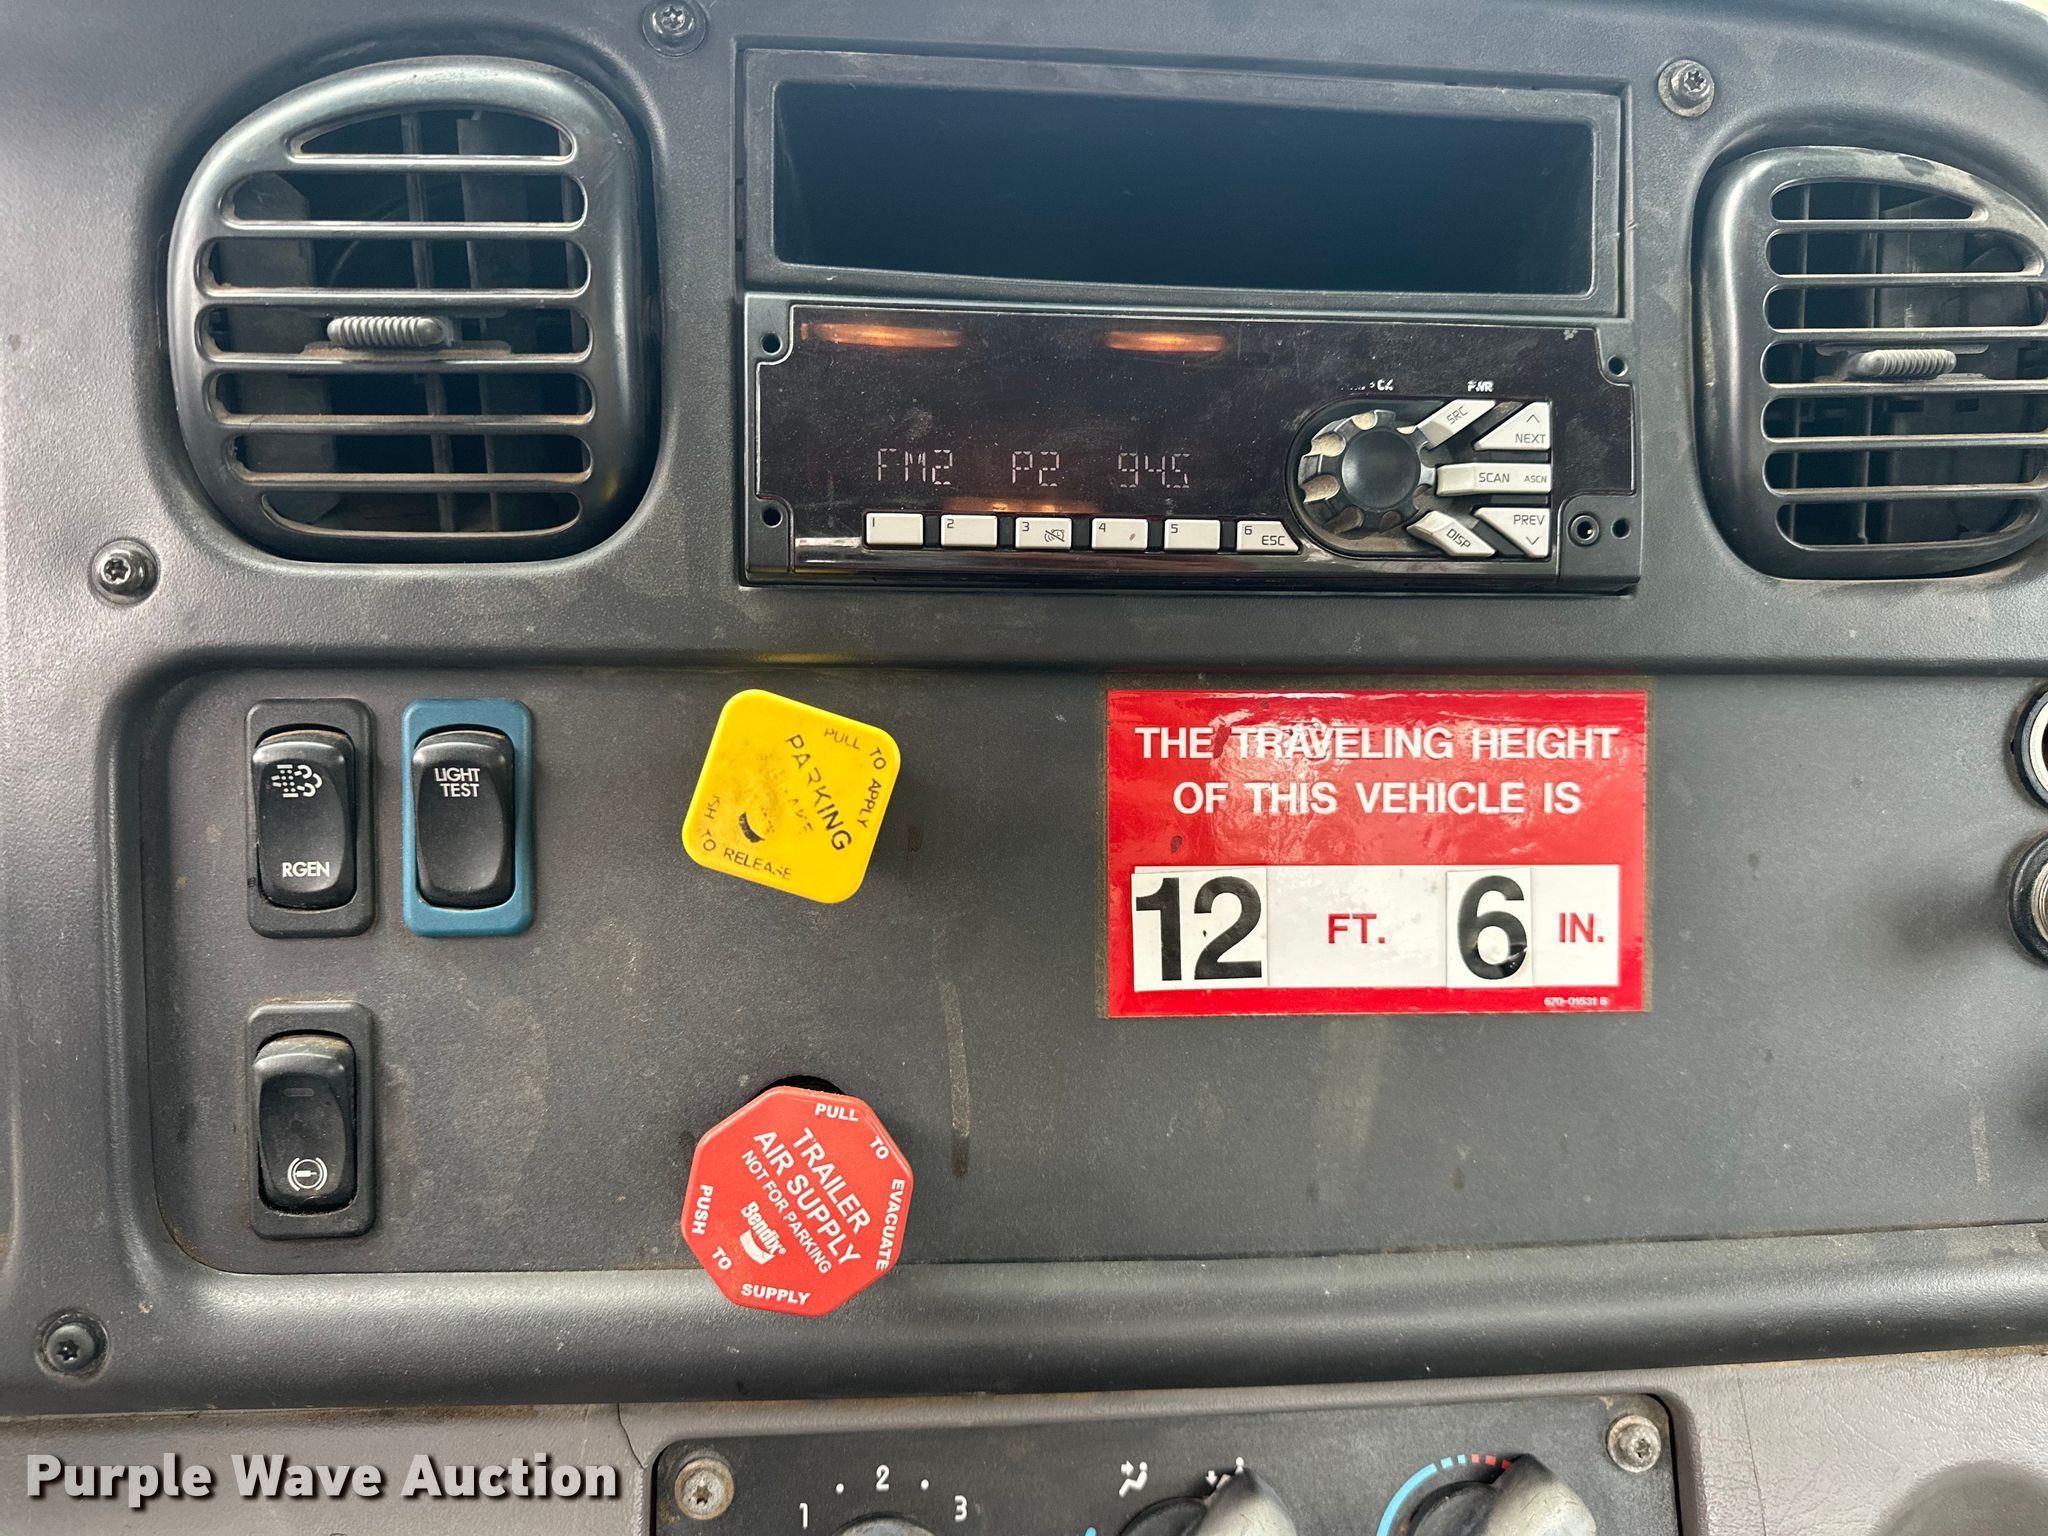 PWR
SRC
NEXT
FM2 P2 94.5
SCAN ASCN
1 2 3 4 5 6 ESC
DISP
PREV
RGEN
LIGHT
TEST
PULL TO APPLY
PARKING
TO RELEASE
THE TRAVELING HEIGHT
OF THIS VEHICLE IS
12 FT. 6 IN.
670-01531 B
PULL TO EVACUATE
TRAILER
AIR SUPPLY
NOT FOR PARKING
Bendix
PUSH TO SUPPLY
1 · 2 · 3
Purple Wave Auction